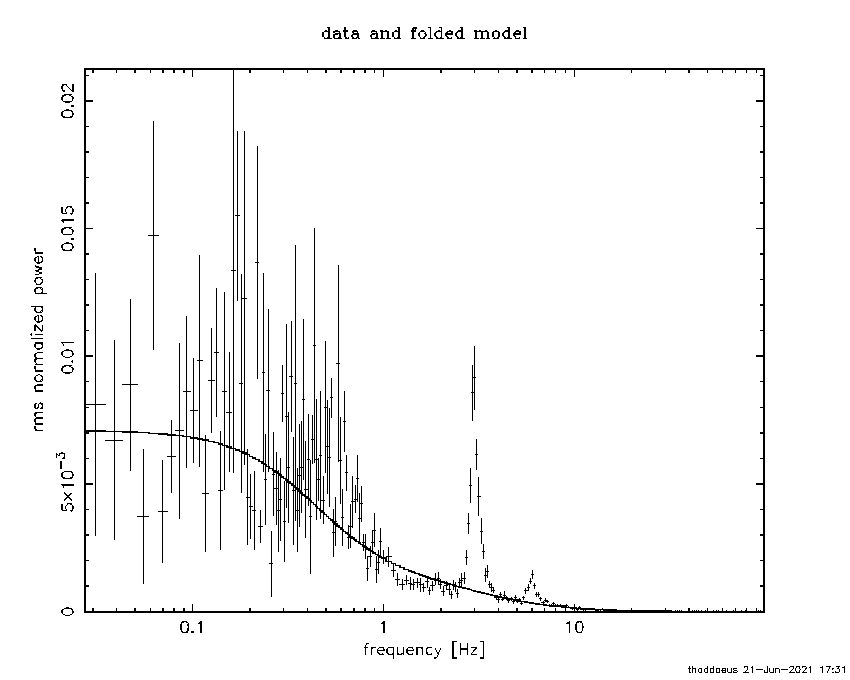 data and folded model
0.02
0.015
0.01
5×10⁻³
0
rms normalized power
0.1 1 10
frequency [Hz]
thaddaeus 21-Jun-2021 17:31